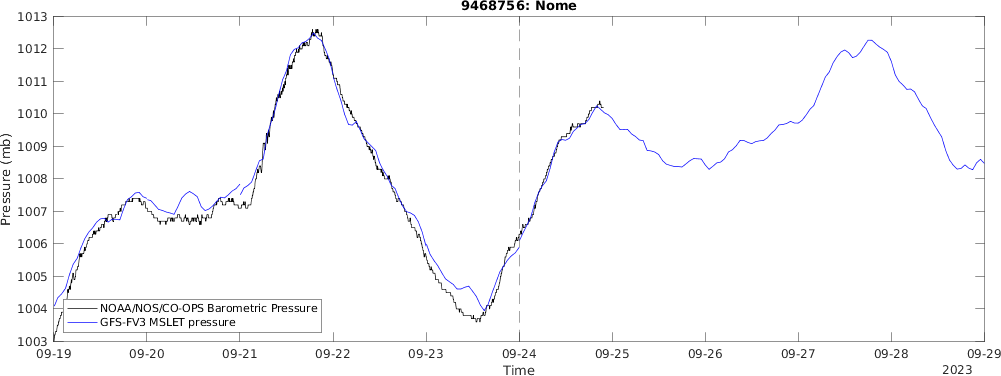 9468756: Nome
Pressure (mb)
1013
1012
1011
1010
1009
1008
1007
1006
1005
1004
1003
NOAA/NOS/CO-OPS Barometric Pressure
GFS-FV3 MSLET pressure
09-19 09-20 09-21 09-22 09-23 09-24 09-25 09-26 09-27 09-28 09-29
Time
2023